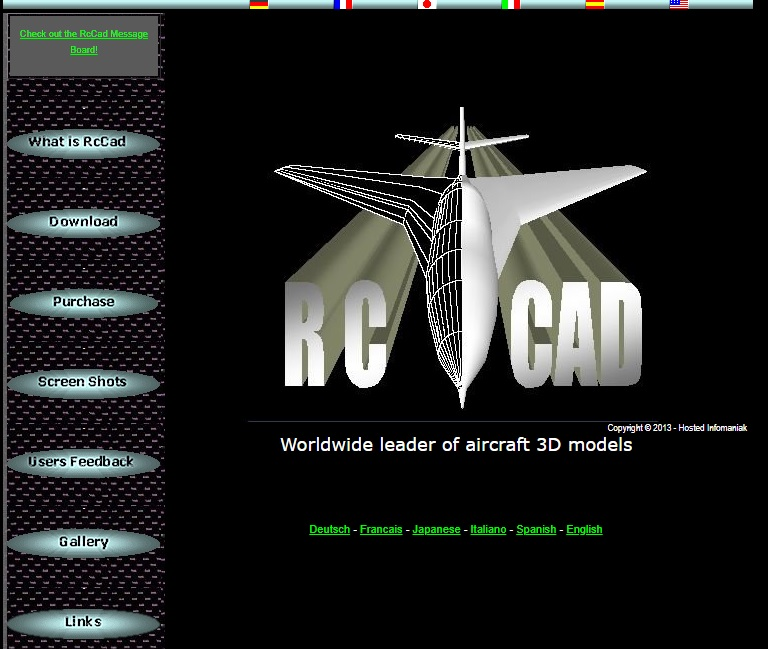 Check out the RcCad Message
Board!
What is RcCad
Download
Purchase
Screen Shots
Users Feedback
Gallery
Links
RC CAD
Copyright © 2013 - Hosted Infomaniak
Worldwide leader of aircraft 3D models
Deutsch - Francais - Japanese - Italiano - Spanish - English